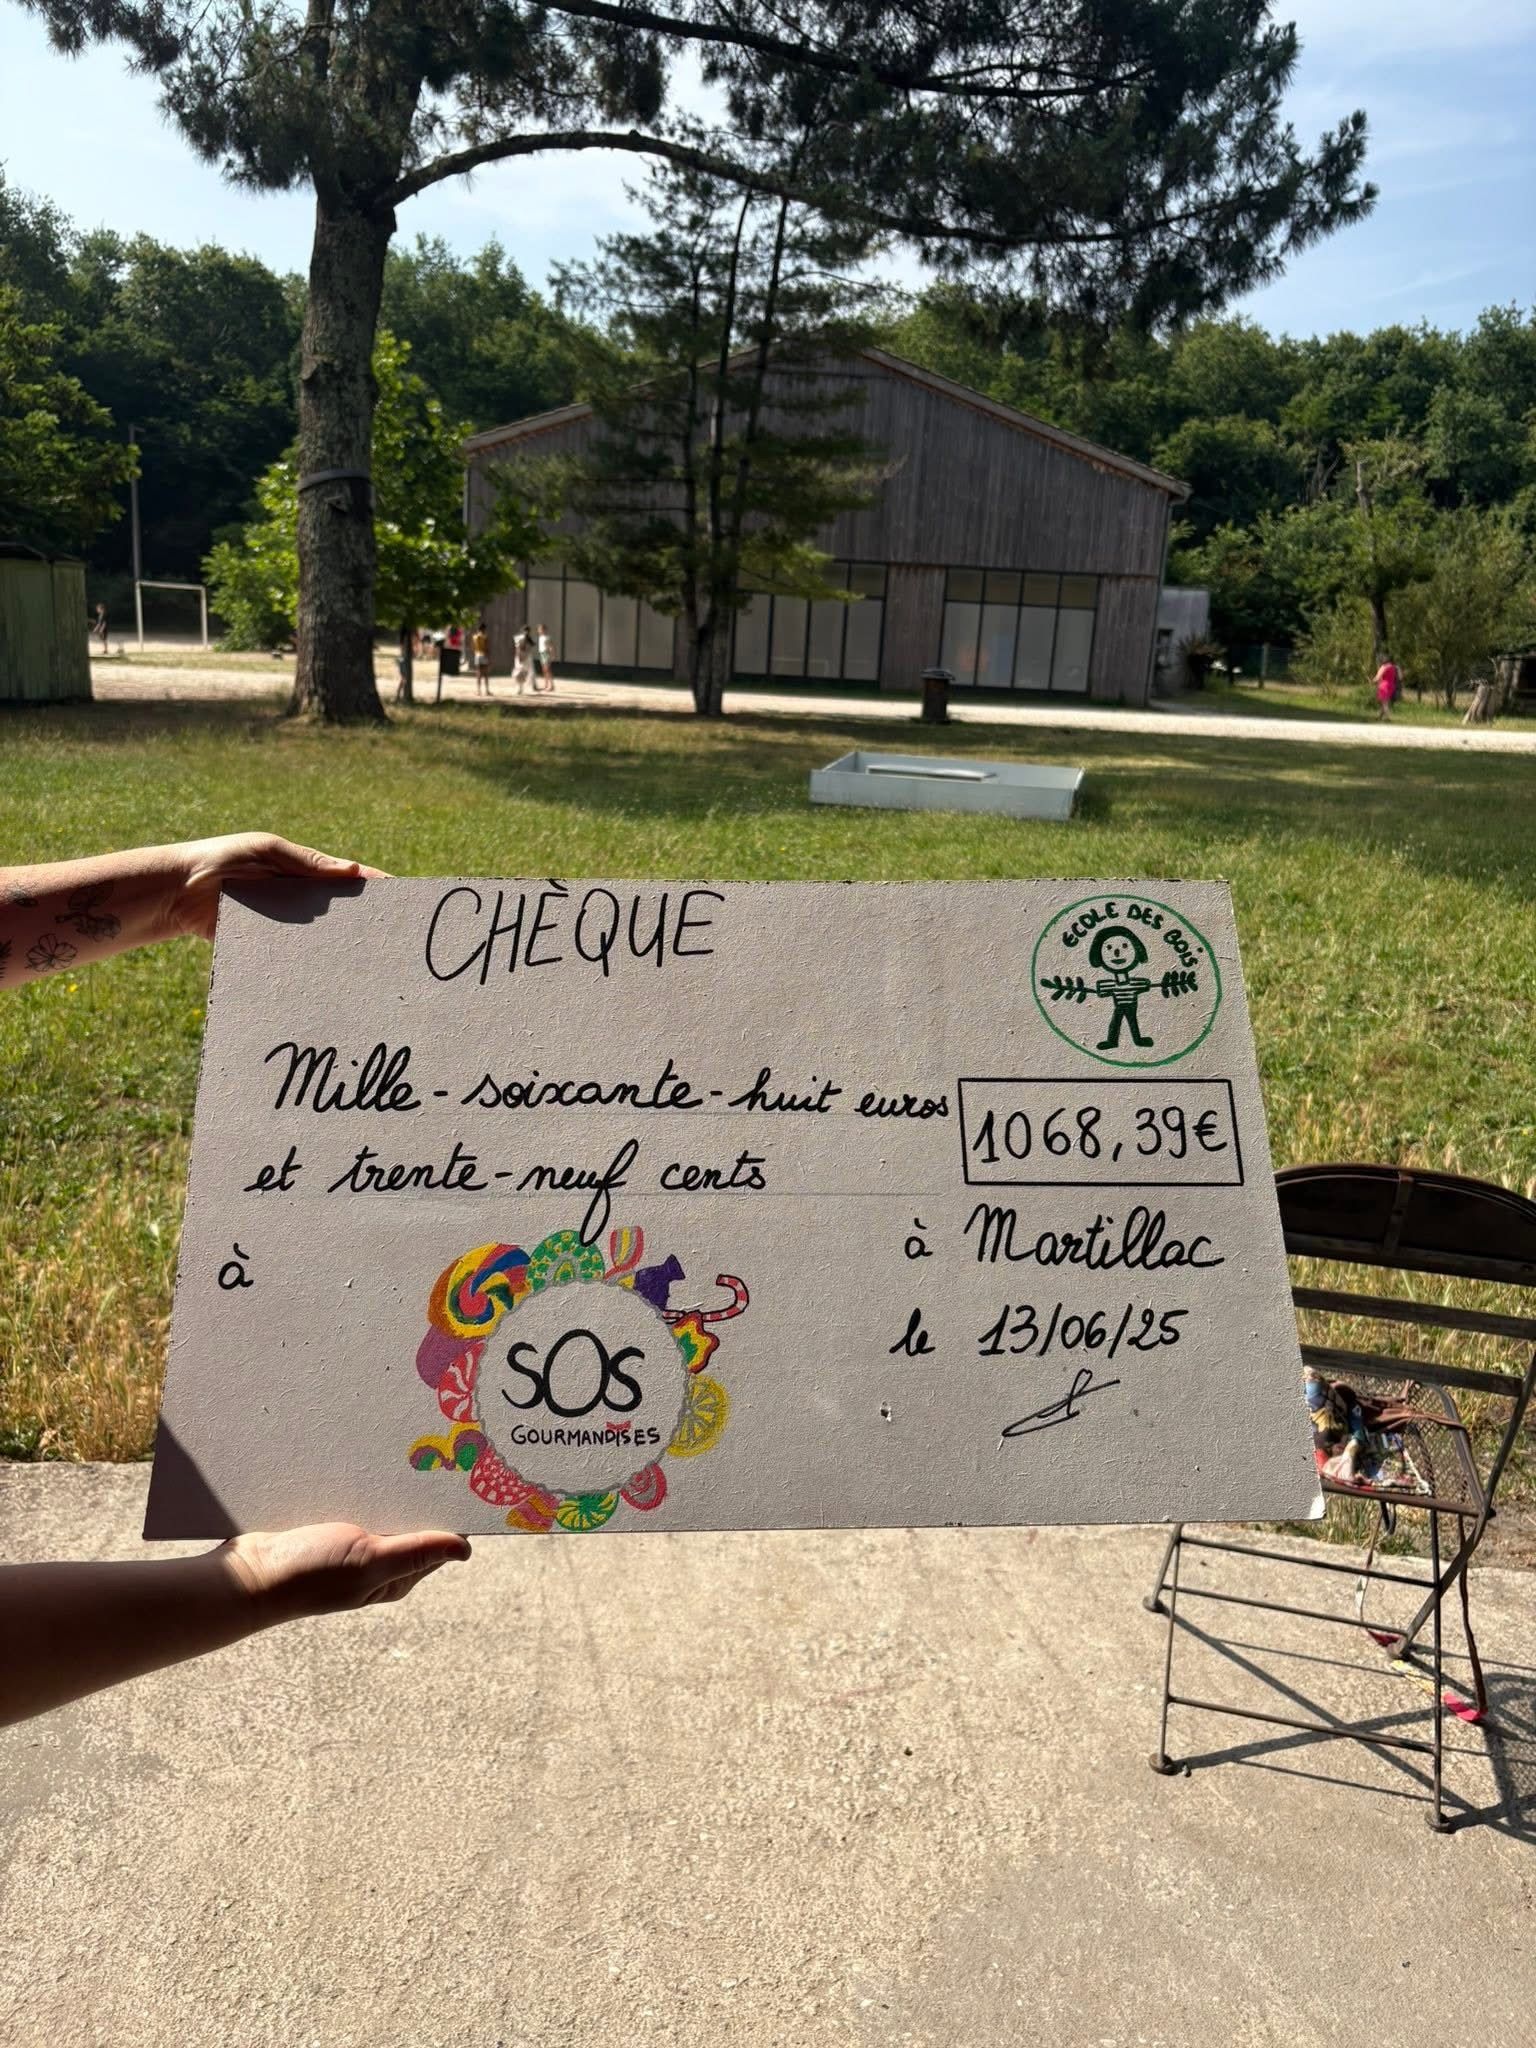 CHÈQUE
ECOLE DES BOIS
Mille-soixante-huit euros
1068,39€
et trente-neuf cents
à
à Martillac
le 13/06/25
SOS
GOURMANDISES